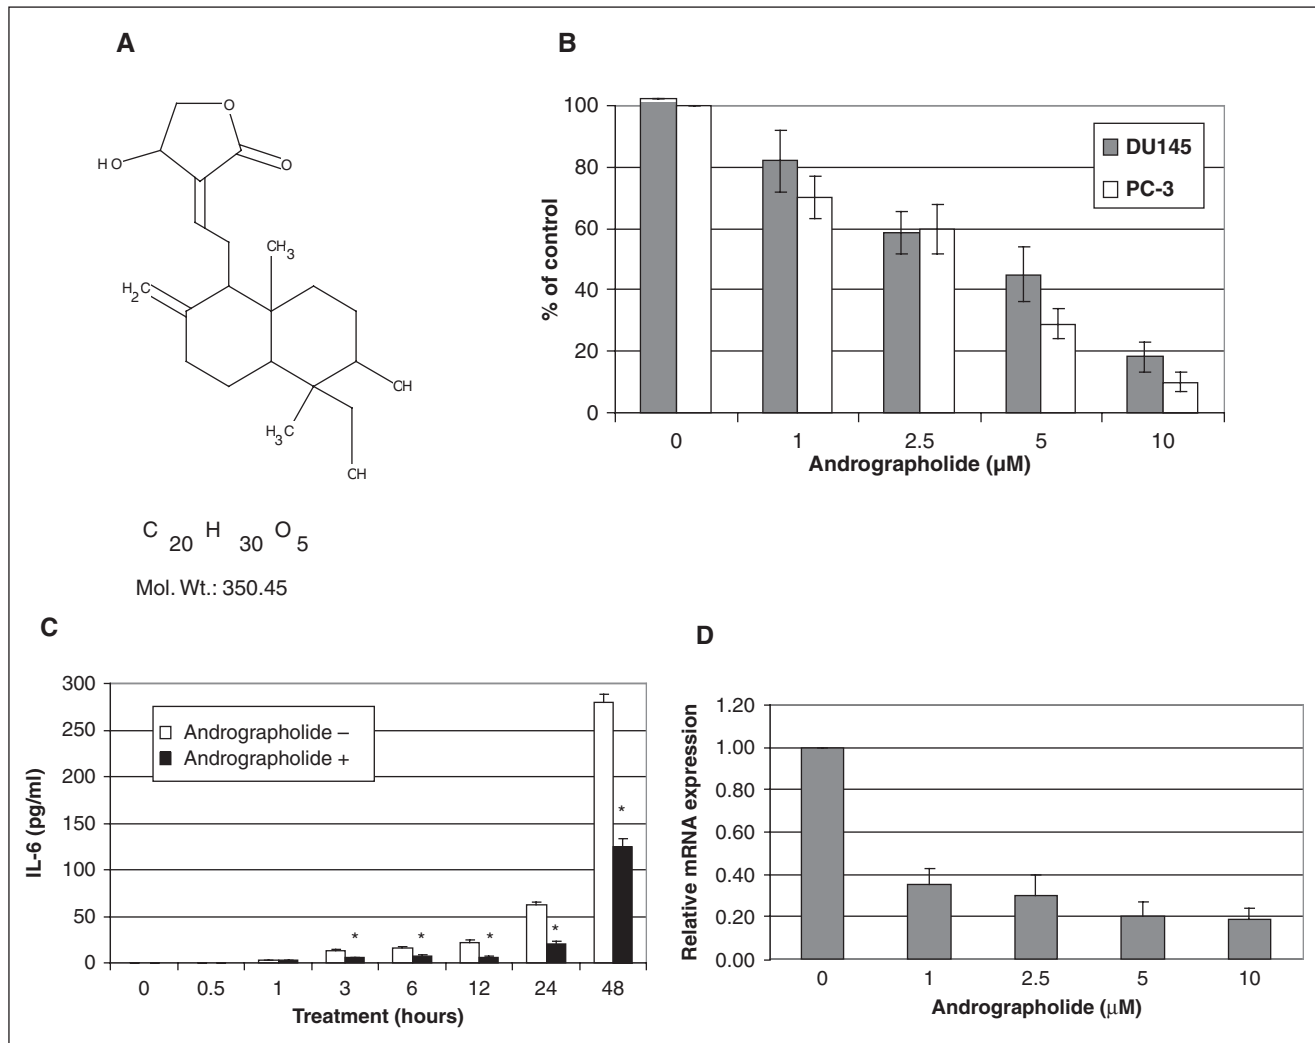 A
O
HO
O
CH3
H2C
CH
H3C
CH
C 20 H 30 O 5
Mol. Wt.: 350.45
B
% of control
100
80
60
40
20
0
DU145
PC-3
0 1 2.5 5 10
Andrographolide (µM)
C
IL-6 (pg/ml)
300
250
200
150
100
50
0
Andrographolide –
Andrographolide +
* * * * *
0 0.5 1 3 6 12 24 48
Treatment (hours)
D
Relative mRNA expression
1.20
1.00
0.80
0.60
0.40
0.20
0.00
0 1 2.5 5 10
Andrographolide (µM)